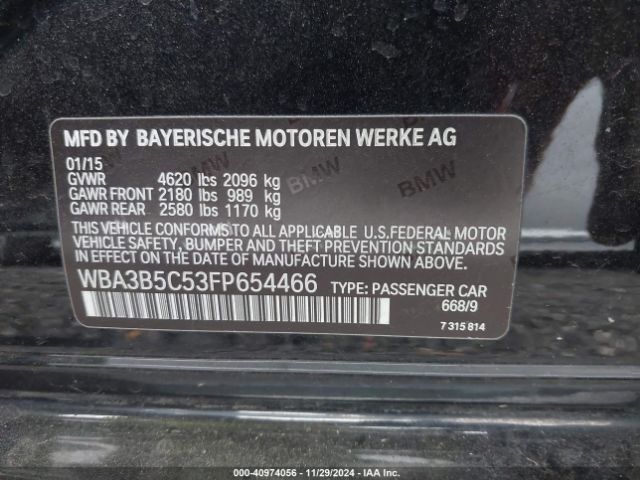 MFD BY BAYERISCHE MOTOREN WERKE AG
01/15
GVWR 4620 lbs 2096 kg
GAWR FRONT 2180 lbs 989 kg
GAWR REAR 2580 lbs 1170 kg
THIS VEHICLE CONFORMS TO ALL APPLICABLE U.S.FEDERAL MOTOR
VEHICLE SAFETY, BUMPER AND THEFT PREVENTION STANDARDS
IN EFFECT ON THE DATE OF MANUFACTURE SHOWN ABOVE.
WBA3B5C53FP654466 TYPE: PASSENGER CAR
668/9
7 315 814
BMW
BMW
BMW
000-40974056 | 11/29/2024 | IAA Inc.